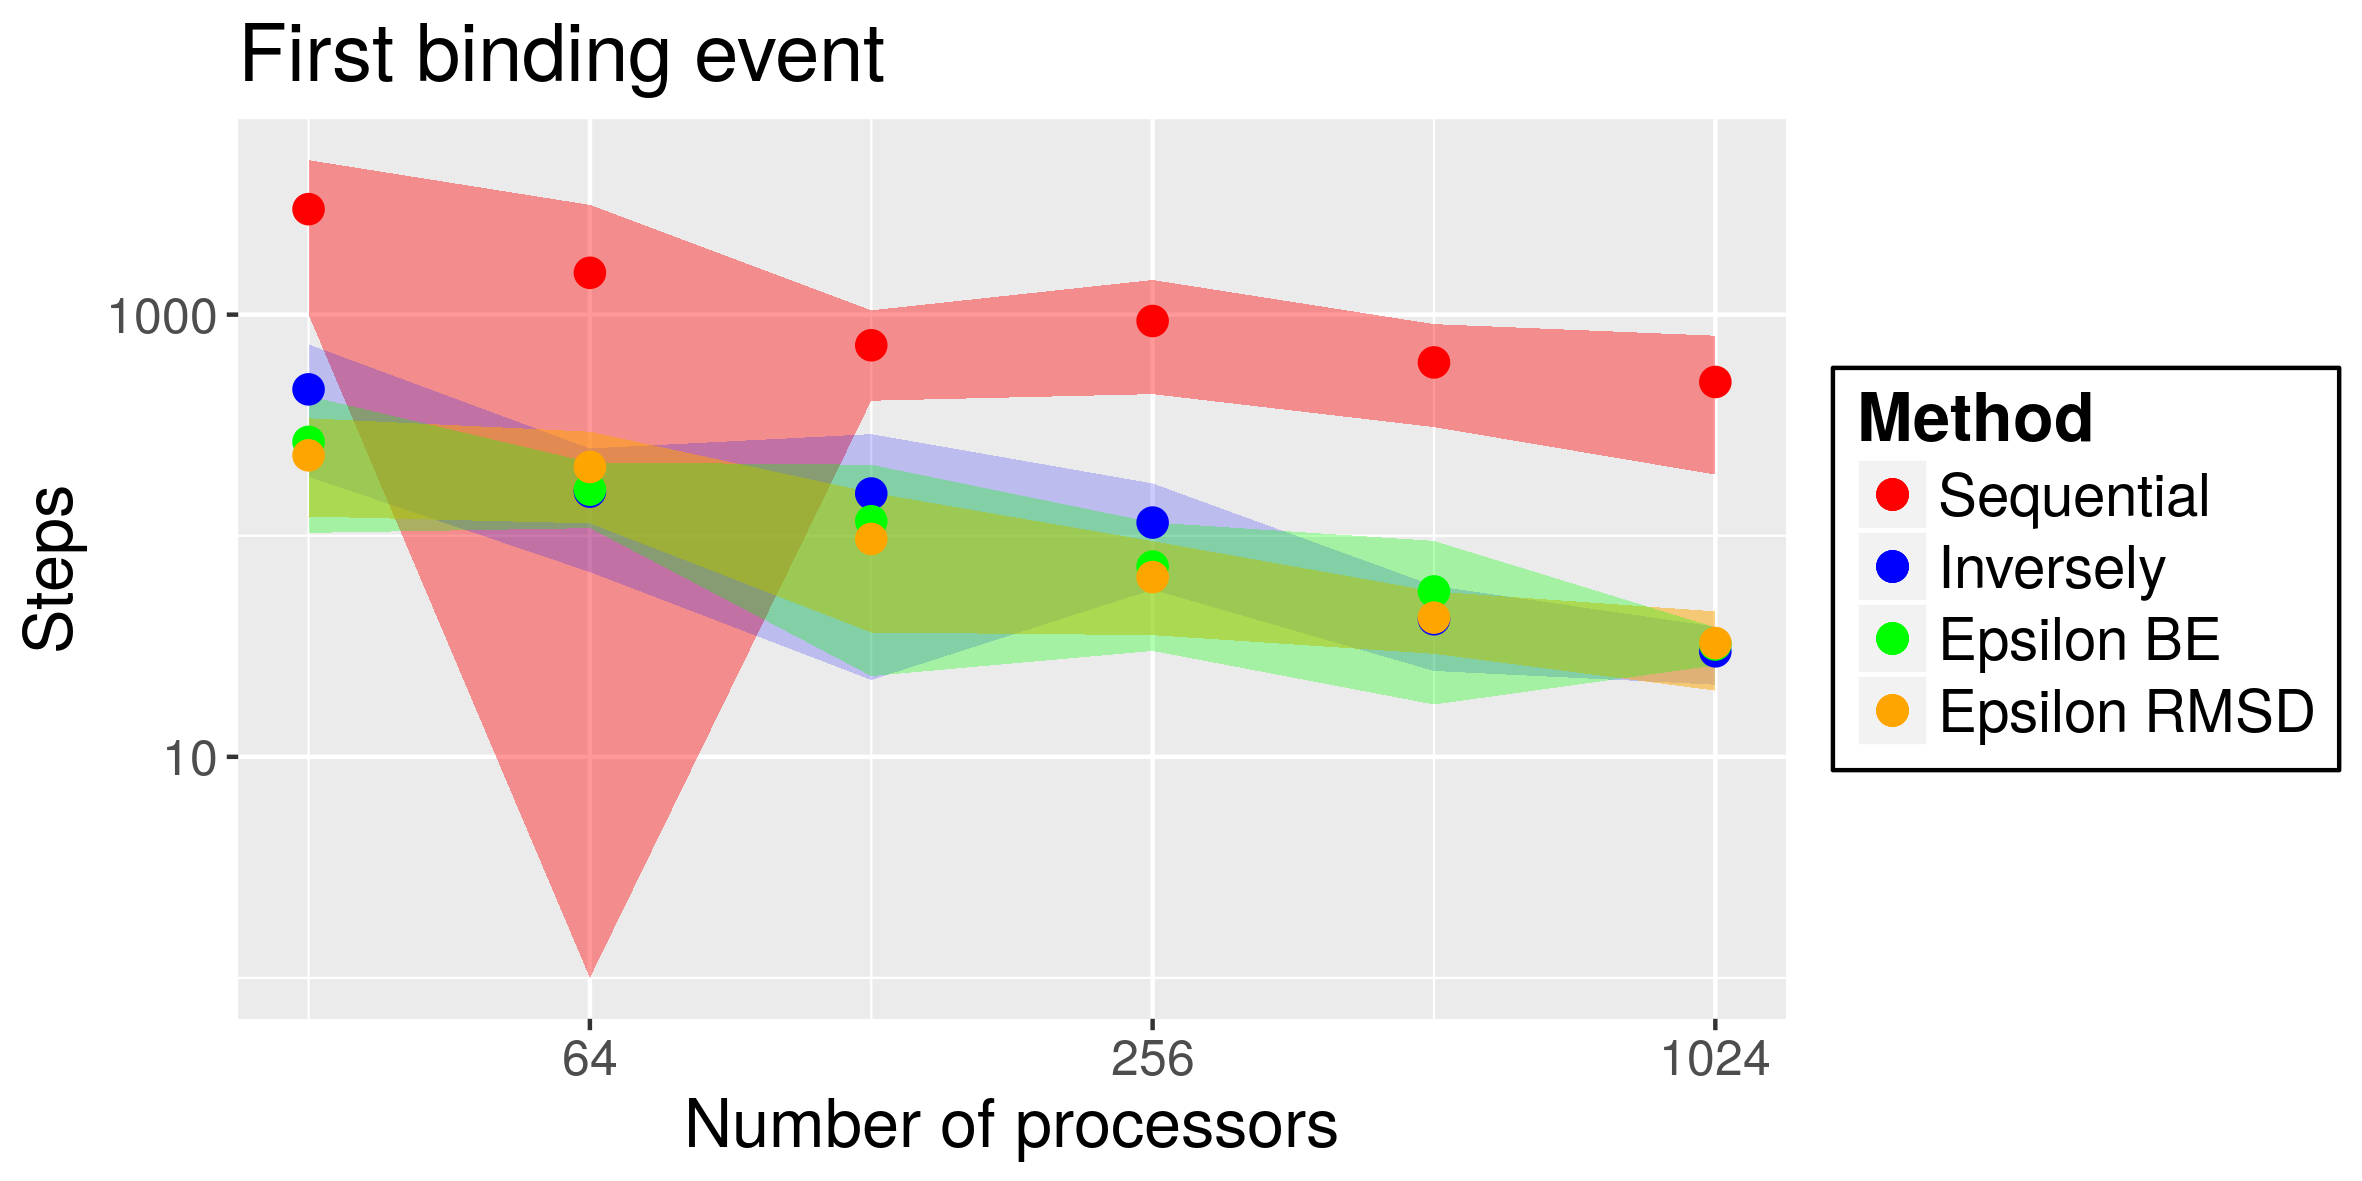 First binding event
Steps
1000
10
64
256
1024
Number of processors
Method
Sequential
Inversely
Epsilon BE
Epsilon RMSD